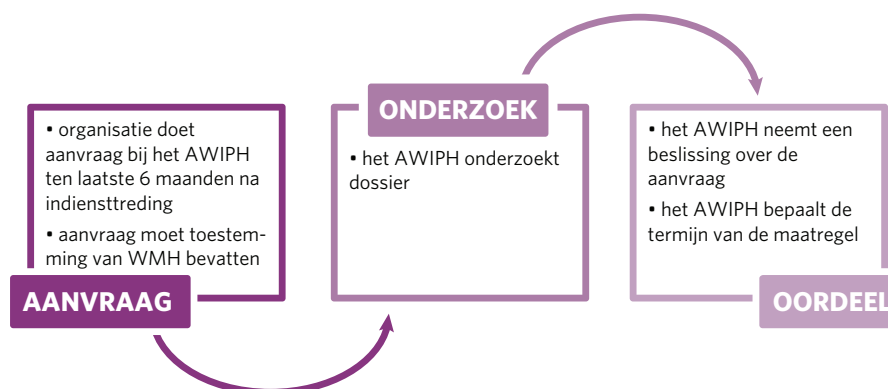 • organisatie doet
aanvraag bij het AWIPH
ten laatste 6 maanden na
indiensttreding
• aanvraag moet toestem-
ming van WMH bevatten
AANVRAAG
ONDERZOEK
• het AWIPH onderzoekt
dossier
• het AWIPH neemt een
beslissing over de
aanvraag
• het AWIPH bepaalt de
termijn van de maatregel
OORDEEL